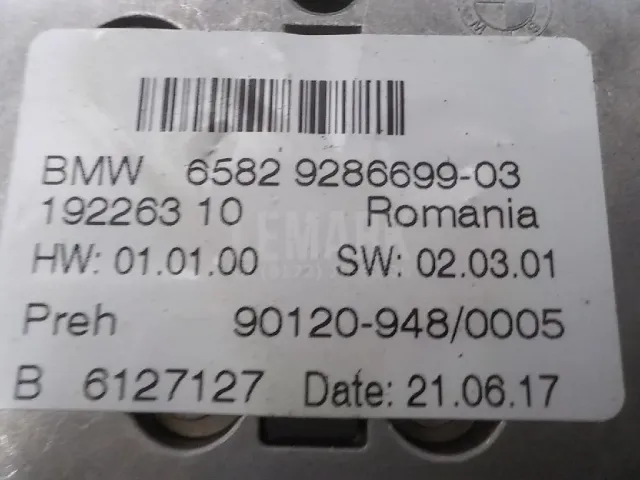 BMW 6582 9286699-03
192263 10 Romania
HW: 01.01.00 SW: 02.03.01
Preh 90120-948/0005
B 6127127 Date: 21.06.17